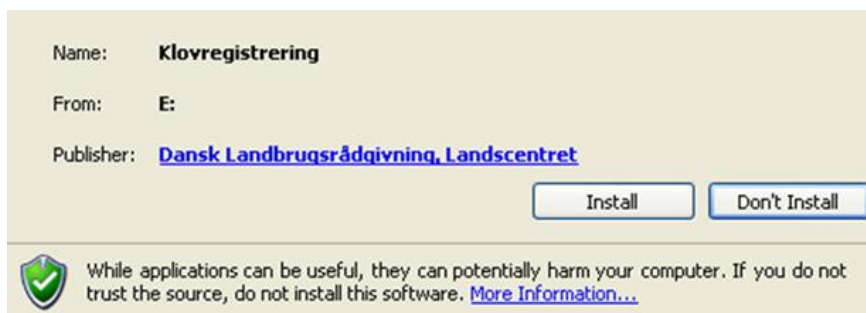 Name: Klovregistrering
From: E:
Publisher: Dansk Landbrugsrådgivning, Landscentret
Install Don't Install
While applications can be useful, they can potentially harm your computer. If you do not
trust the source, do not install this software. More Information...